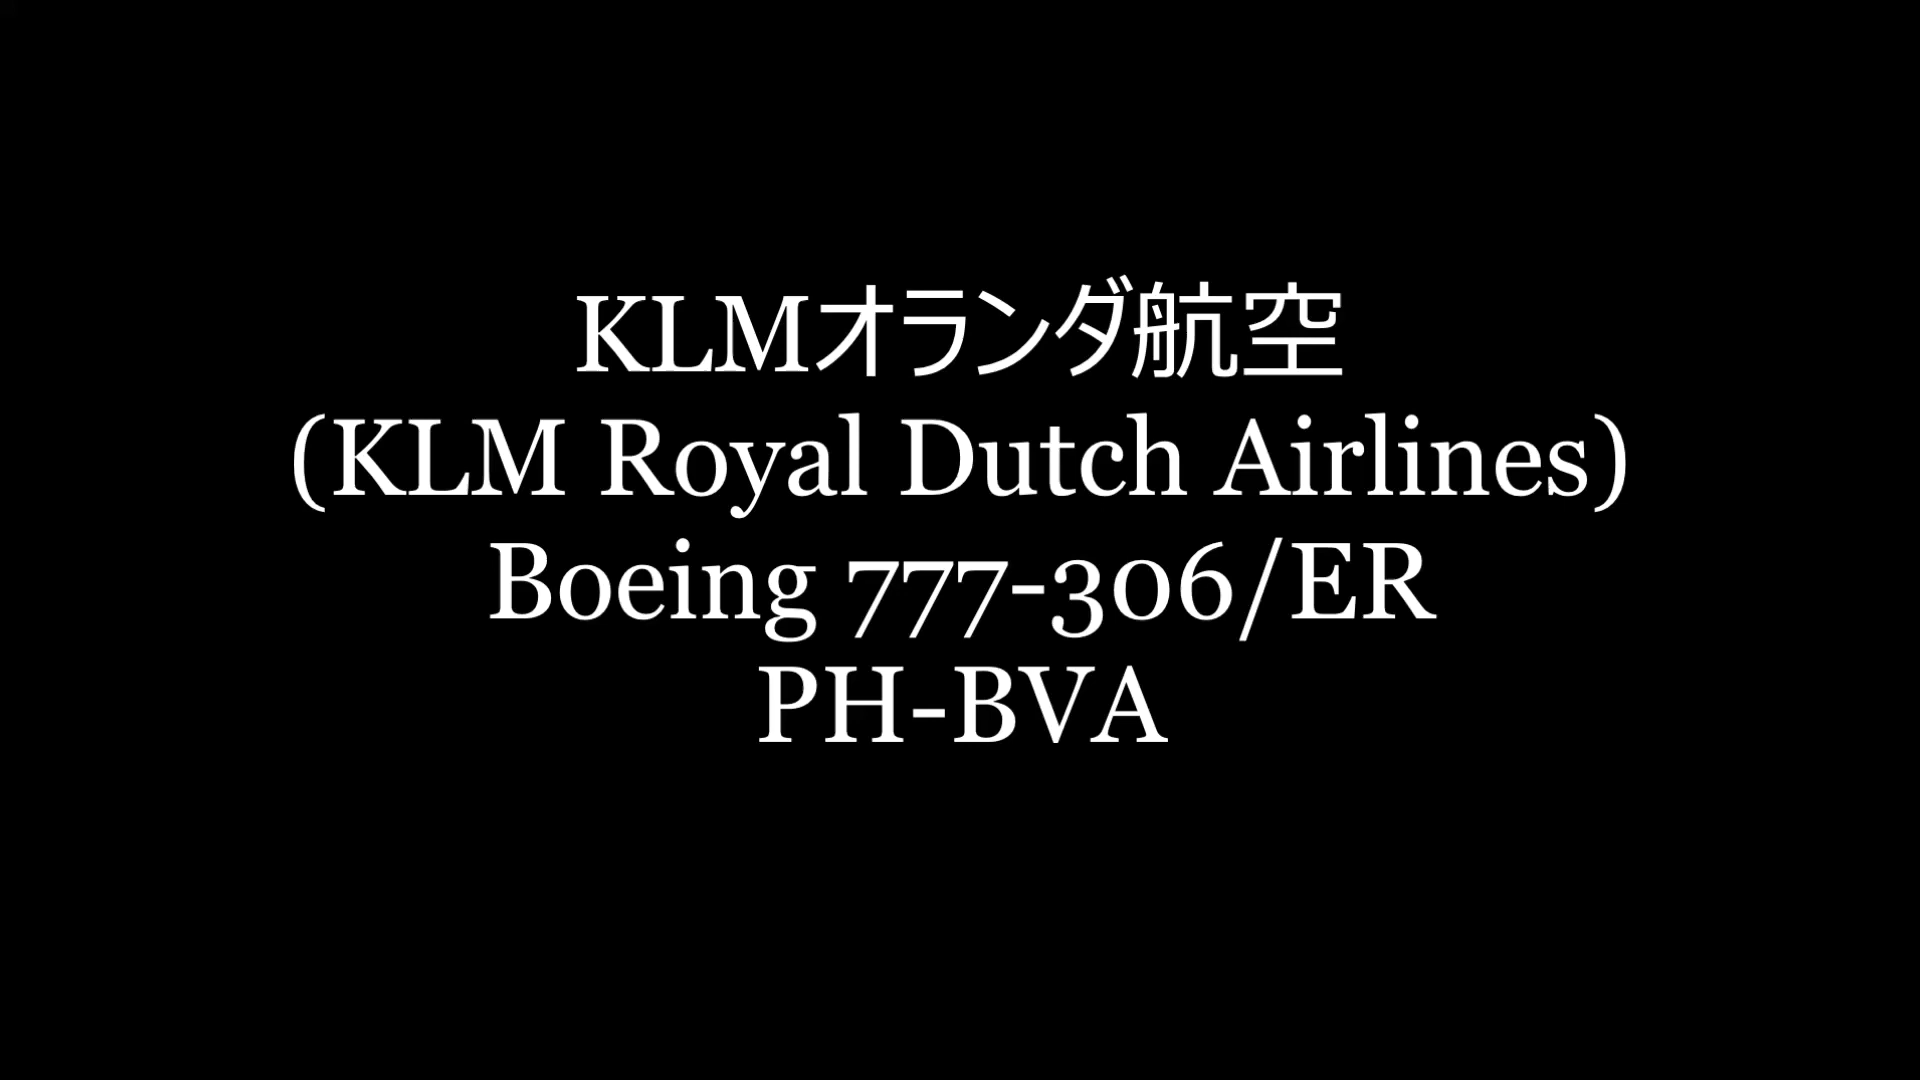 KLMオランダ航空
(KLM Royal Dutch Airlines)
Boeing 777-306/ER
PH-BVA